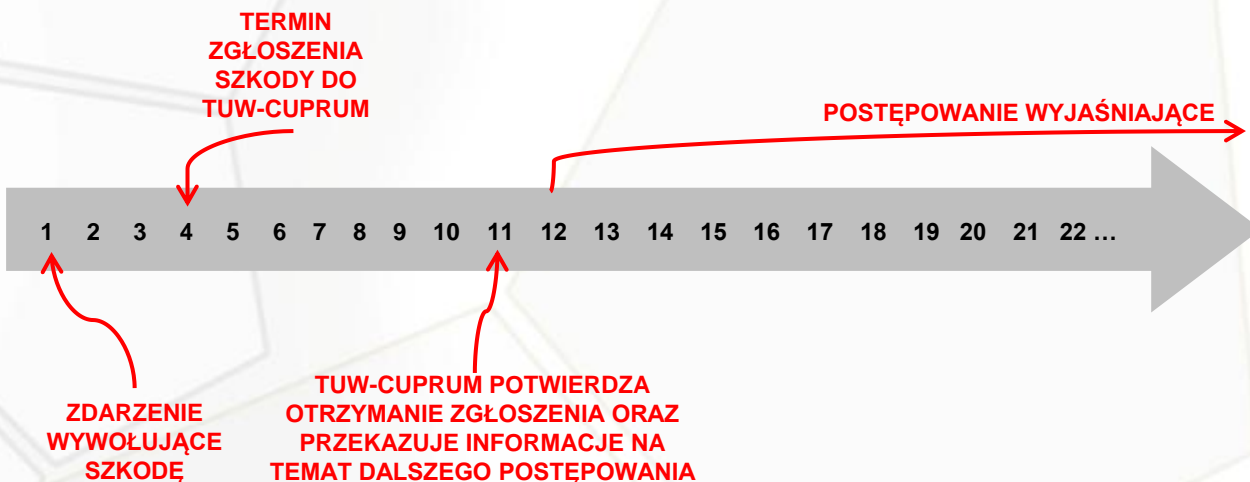 TERMIN
ZGŁOSZENIA
SZKODY DO
TUW-CUPRUM
POSTĘPOWANIE WYJAŚNIAJĄCE
1 2 3 4 5 6 7 8 9 10 11 12 13 14 15 16 17 18 19 20 21 22 ...
ZDARZENIE
WYWOŁUJĄCE
SZKODĘ
TUW-CUPRUM POTWIERDZA
OTRZYMANIE ZGŁOSZENIA ORAZ
PRZEKAZUJE INFORMACJE NA
TEMAT DALSZEGO POSTĘPOWANIA